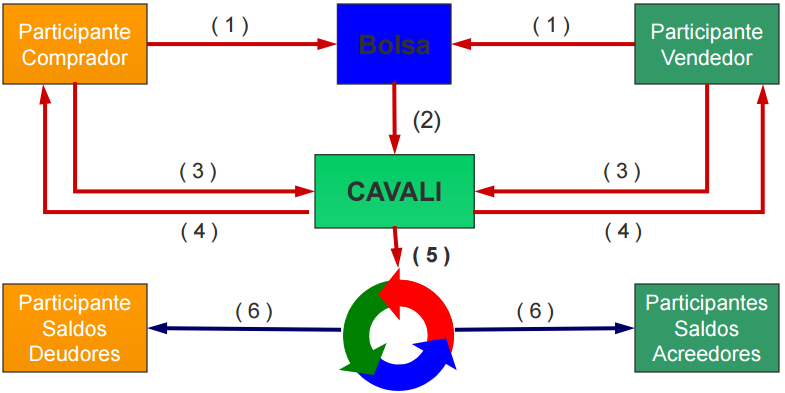 Participante
Comprador
( 1 )
Bolsa
( 1 )
Participante
Vendedor
(2)
( 3 )
CAVALI
( 3 )
( 4 )
( 4 )
( 5 )
Participante
Saldos
Deudores
( 6 )
( 6 )
Participantes
Saldos
Acreedores